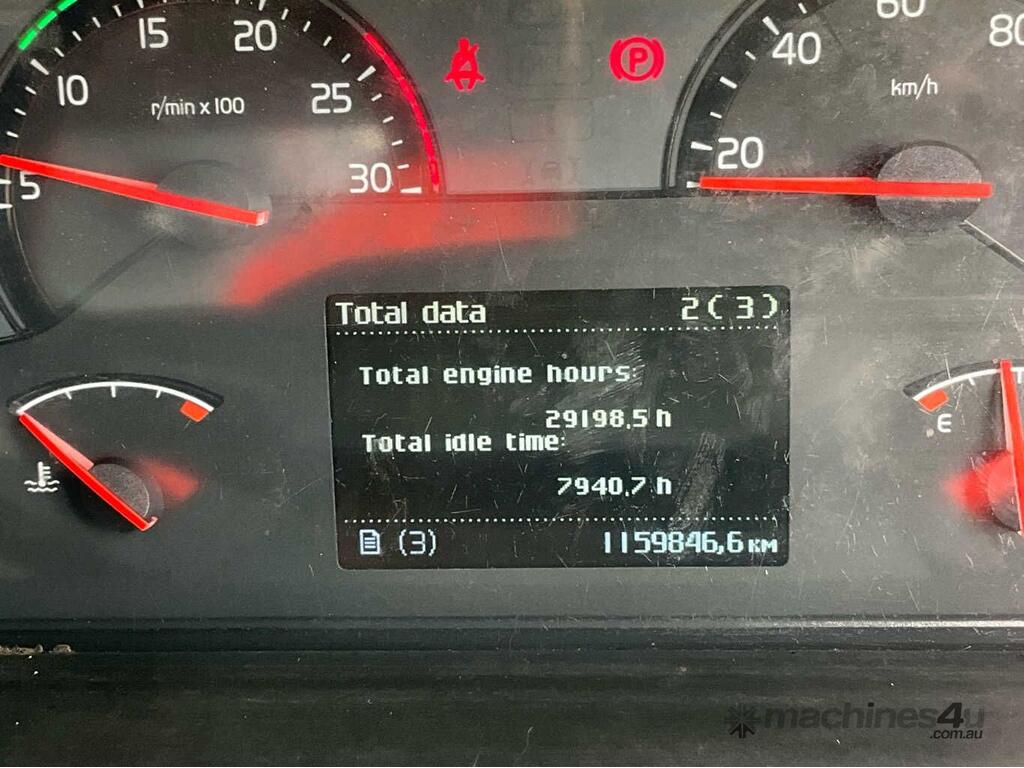 15 20 60 80
10 25 40
r/min x 100 km/h
5 30 20
P
Total data 2( 3)
Total engine hours:
29198,5 h
Total idle time:
7940,7 h
(3) 1159846,6 KM
E
machines4u
.com.au